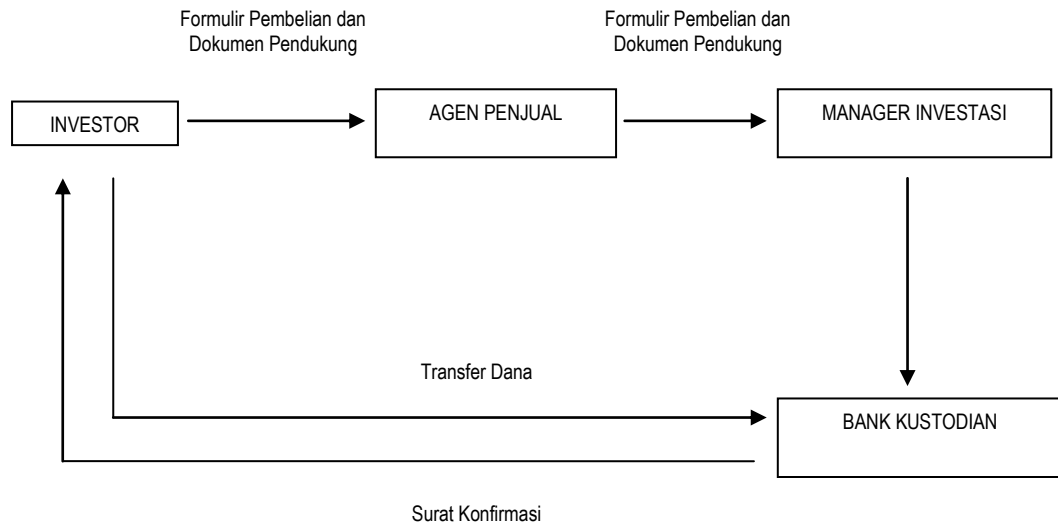 Formulir Pembelian dan
Dokumen Pendukung
Formulir Pembelian dan
Dokumen Pendukung
INVESTOR
AGEN PENJUAL
MANAGER INVESTASI
Transfer Dana
BANK KUSTODIAN
Surat Konfirmasi